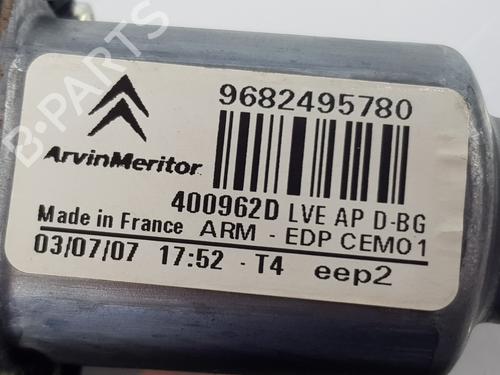 9682495780
ArvinMeritor
400962D LVE AP D-BG
Made in France ARM - EDP CEM01
03/07/07 17:52 - T4 eep2
B-PARTS